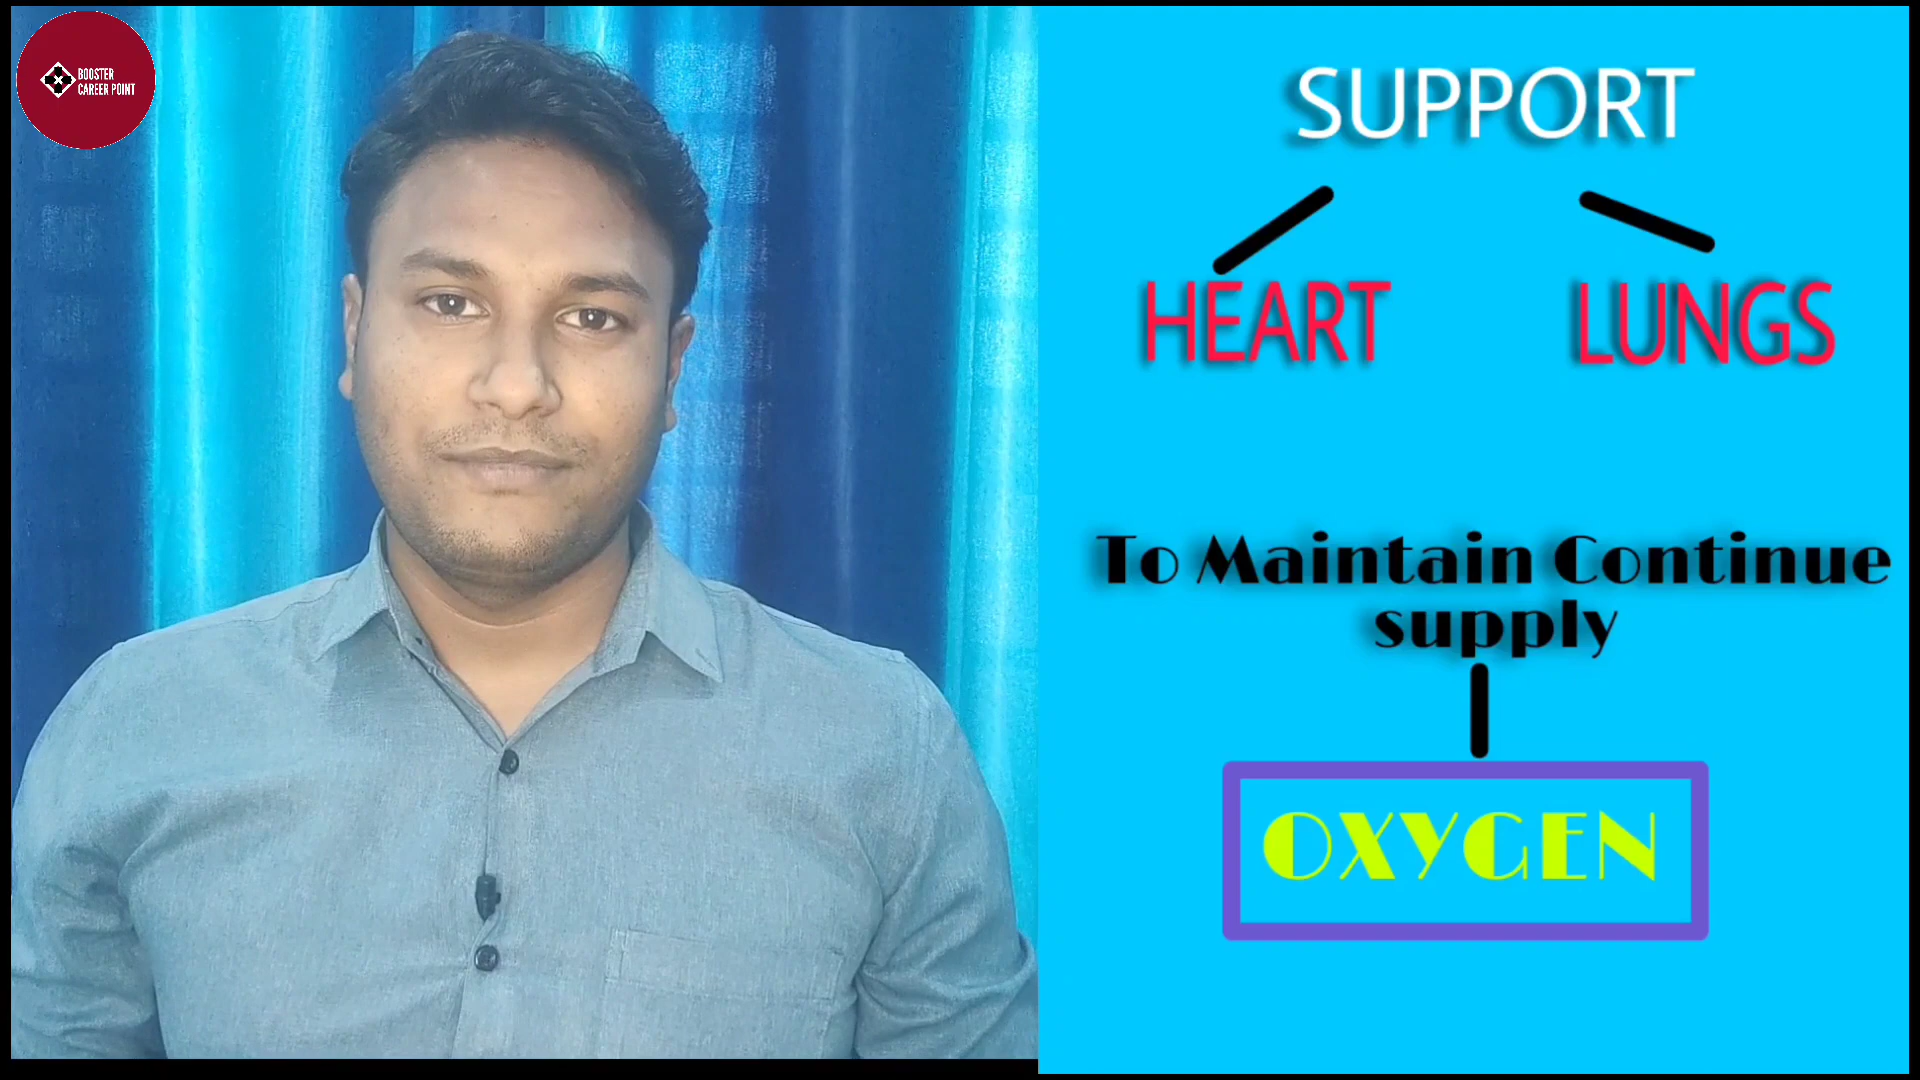 BOOSTER
CAREER POINT
SUPPORT
HEART LUNGS
To Maintain Continue
supply
OXYGEN